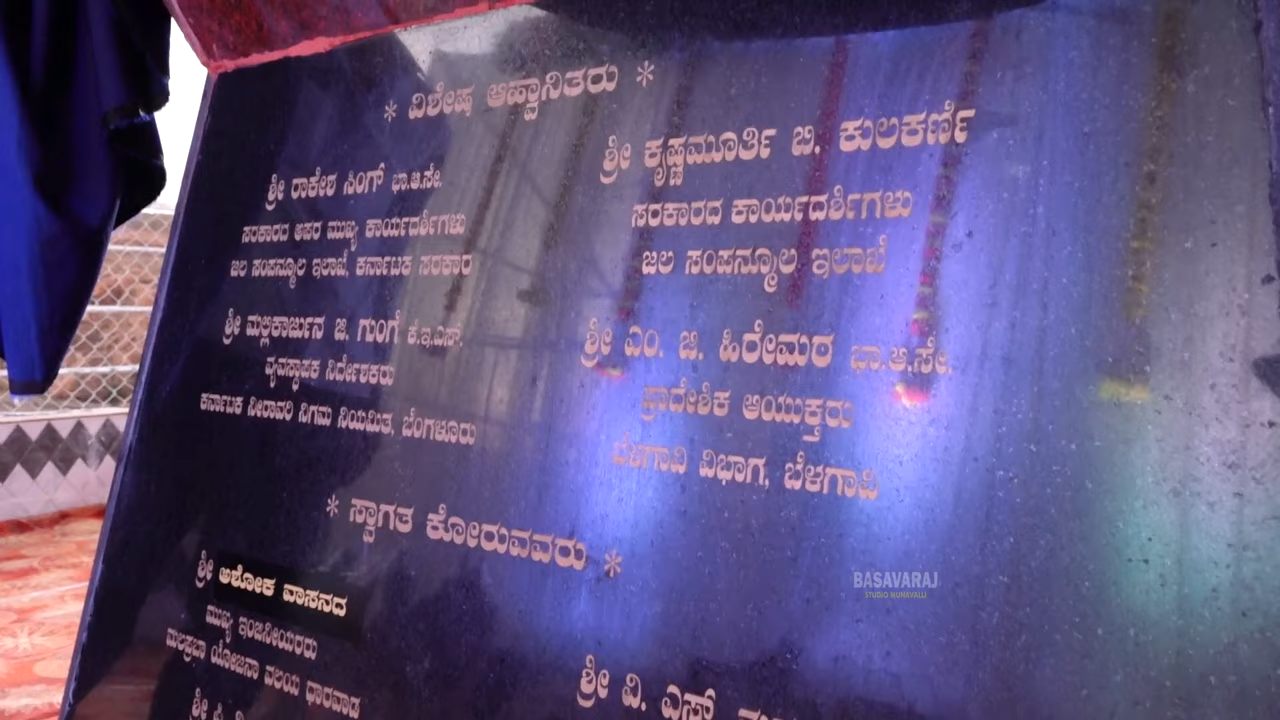 * ವಿಶೇಷ ಆಹ್ವಾನಿತರು *
ಶ್ರೀ ರಾಕೇಶ ಸಿಂಗ್ ಭಾ.ಆ.ಸೇ.
ಸರಕಾರದ ಅಪರ ಮುಖ್ಯ ಕಾರ್ಯದರ್ಶಿಗಳು
ಜಲ ಸಂಪನ್ಮೂಲ ಇಲಾಖೆ, ಕರ್ನಾಟಕ ಸರಕಾರ
ಶ್ರೀ ಕೃಷ್ಣಮೂರ್ತಿ ಬಿ. ಕುಲಕರ್ಣಿ
ಸರಕಾರದ ಕಾರ್ಯದರ್ಶಿಗಳು
ಜಲ ಸಂಪನ್ಮೂಲ ಇಲಾಖೆ
ಶ್ರೀ ಮಲ್ಲಿಕಾರ್ಜುನ ಜಿ. ಗುಂಗೆ ಕ.ಇ.ಎಸ್.
ವ್ಯವಸ್ಥಾಪಕ ನಿರ್ದೇಶಕರು
ಕರ್ನಾಟಕ ನೀರಾವರಿ ನಿಗಮ ನಿಯಮಿತ, ಬೆಂಗಳೂರು
ಶ್ರೀ ಎಂ. ಜಿ. ಹಿರೇಮಠ ಭಾ.ಆ.ಸೇ.
ಪ್ರಾದೇಶಿಕ ಆಯುಕ್ತರು
ಬೆಳಗಾವಿ ವಿಭಾಗ, ಬೆಳಗಾವಿ
* ಸ್ವಾಗತ ಕೋರುವವರು *
ಶ್ರೀ ಅಶೋಕ ವಾಸನದ
ಮುಖ್ಯ ಇಂಜಿನೀಯರರು
ಮಲಪ್ರಭಾ ಯೋಜನಾ ವಲಯ ಧಾರವಾಡ
ಶ್ರೀ ವಿ. ಎಸ್.
BASAVARAJ
STUDIO MUNAVALLI